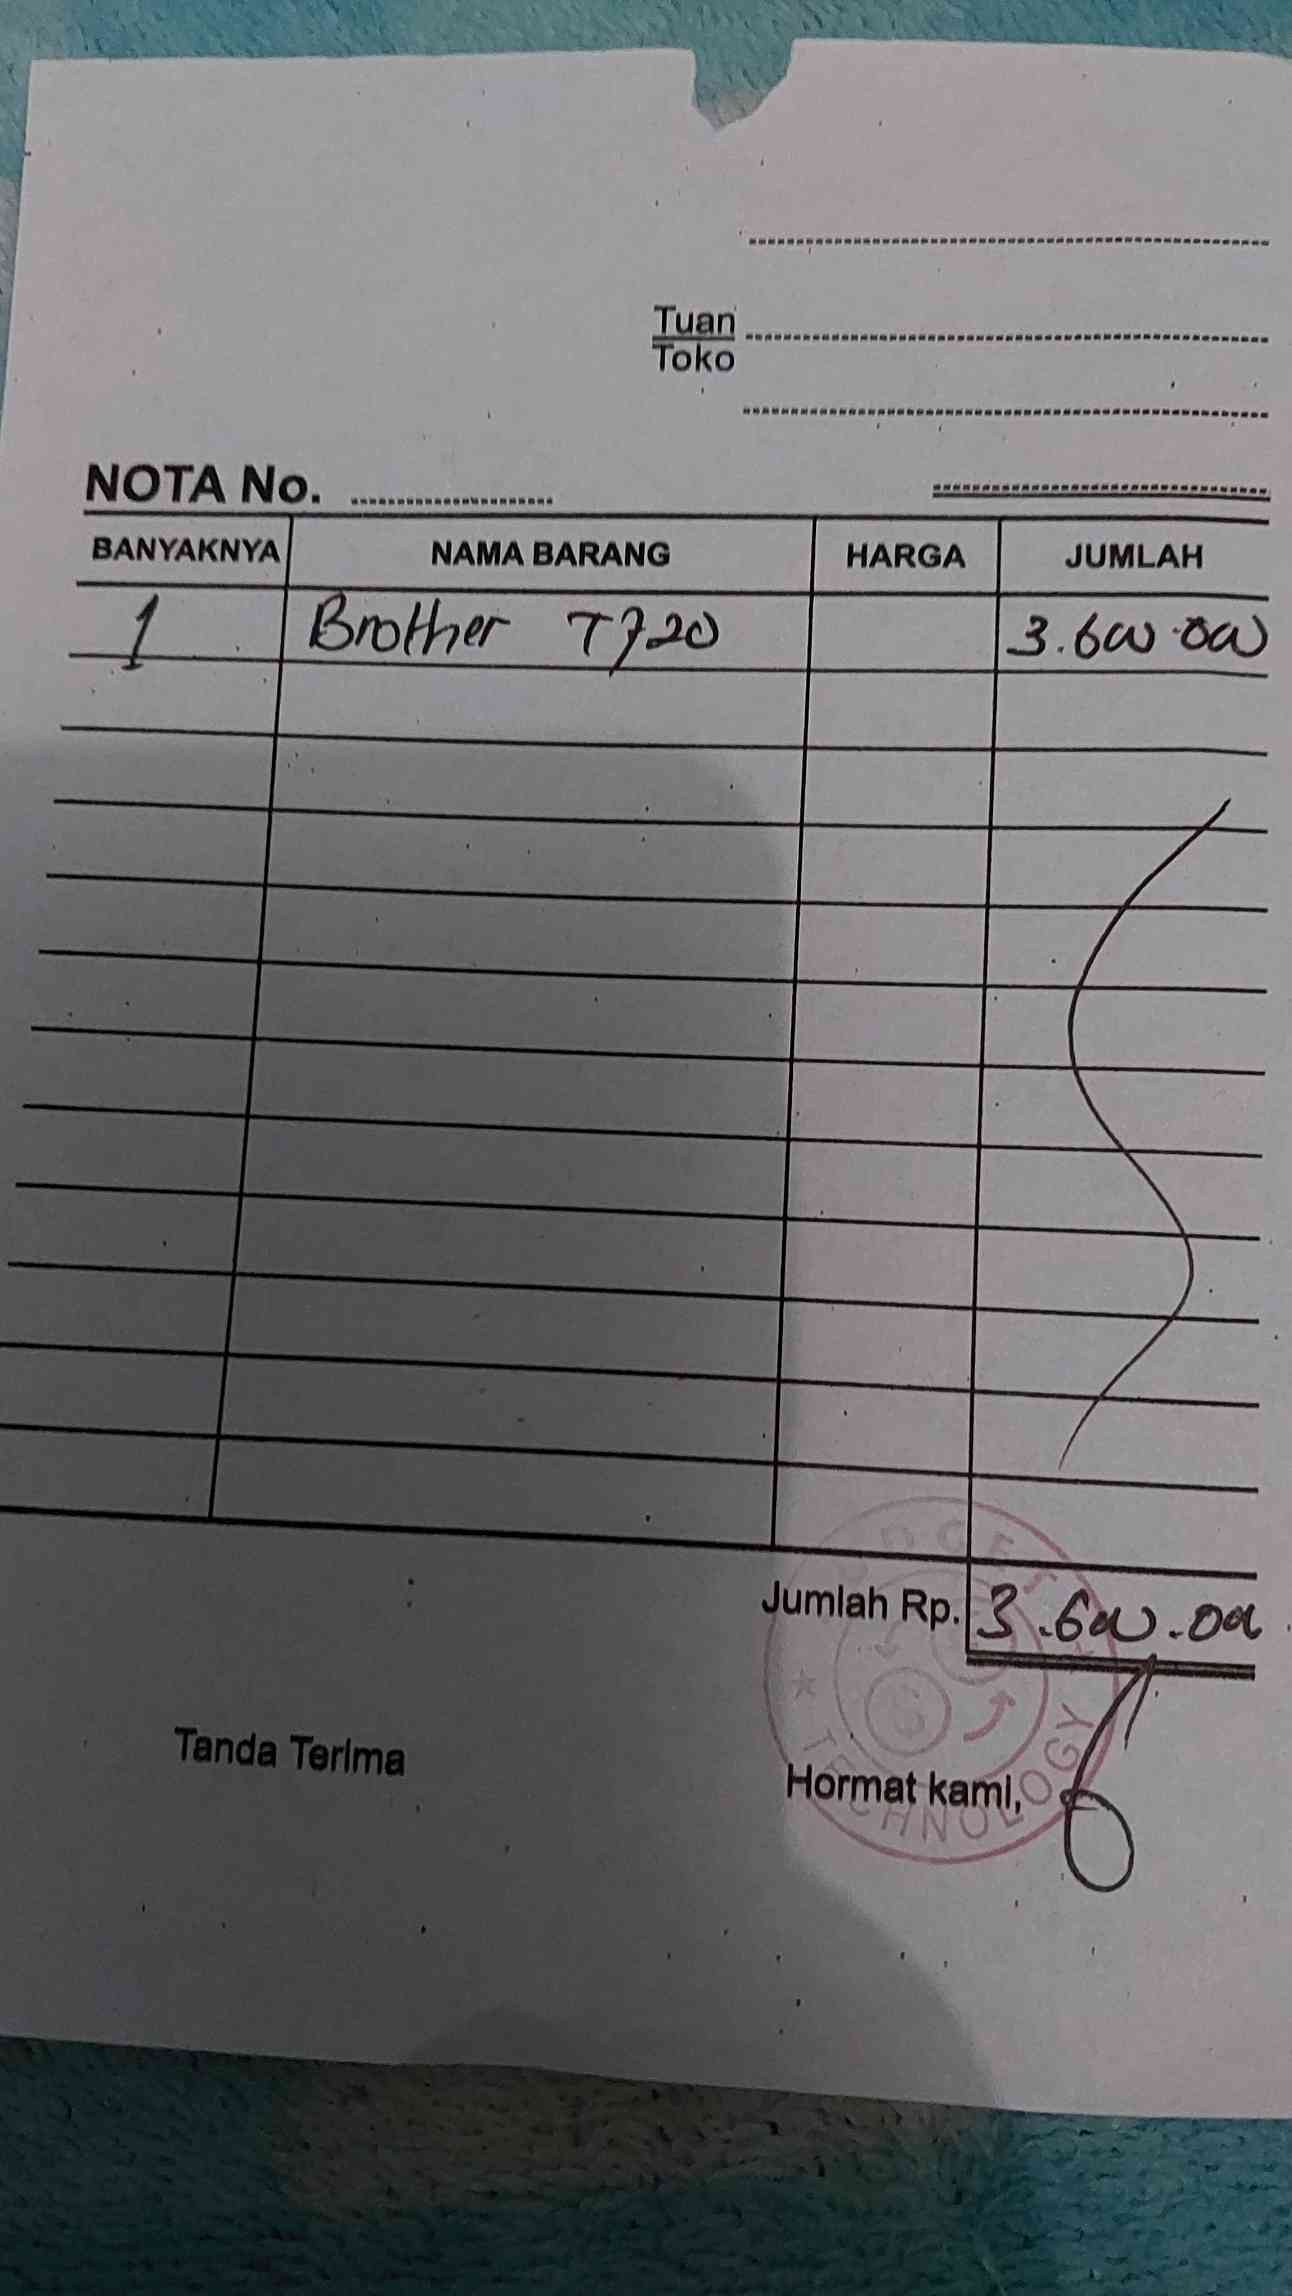 Tuan
Toko
NOTA No.
BANYAKNYA NAMA BARANG HARGA JUMLAH
1 Brother T720 3.600.000
Jumlah Rp. 3.600.000
Tanda Terima
Hormat kami,
TECHNOLOGY